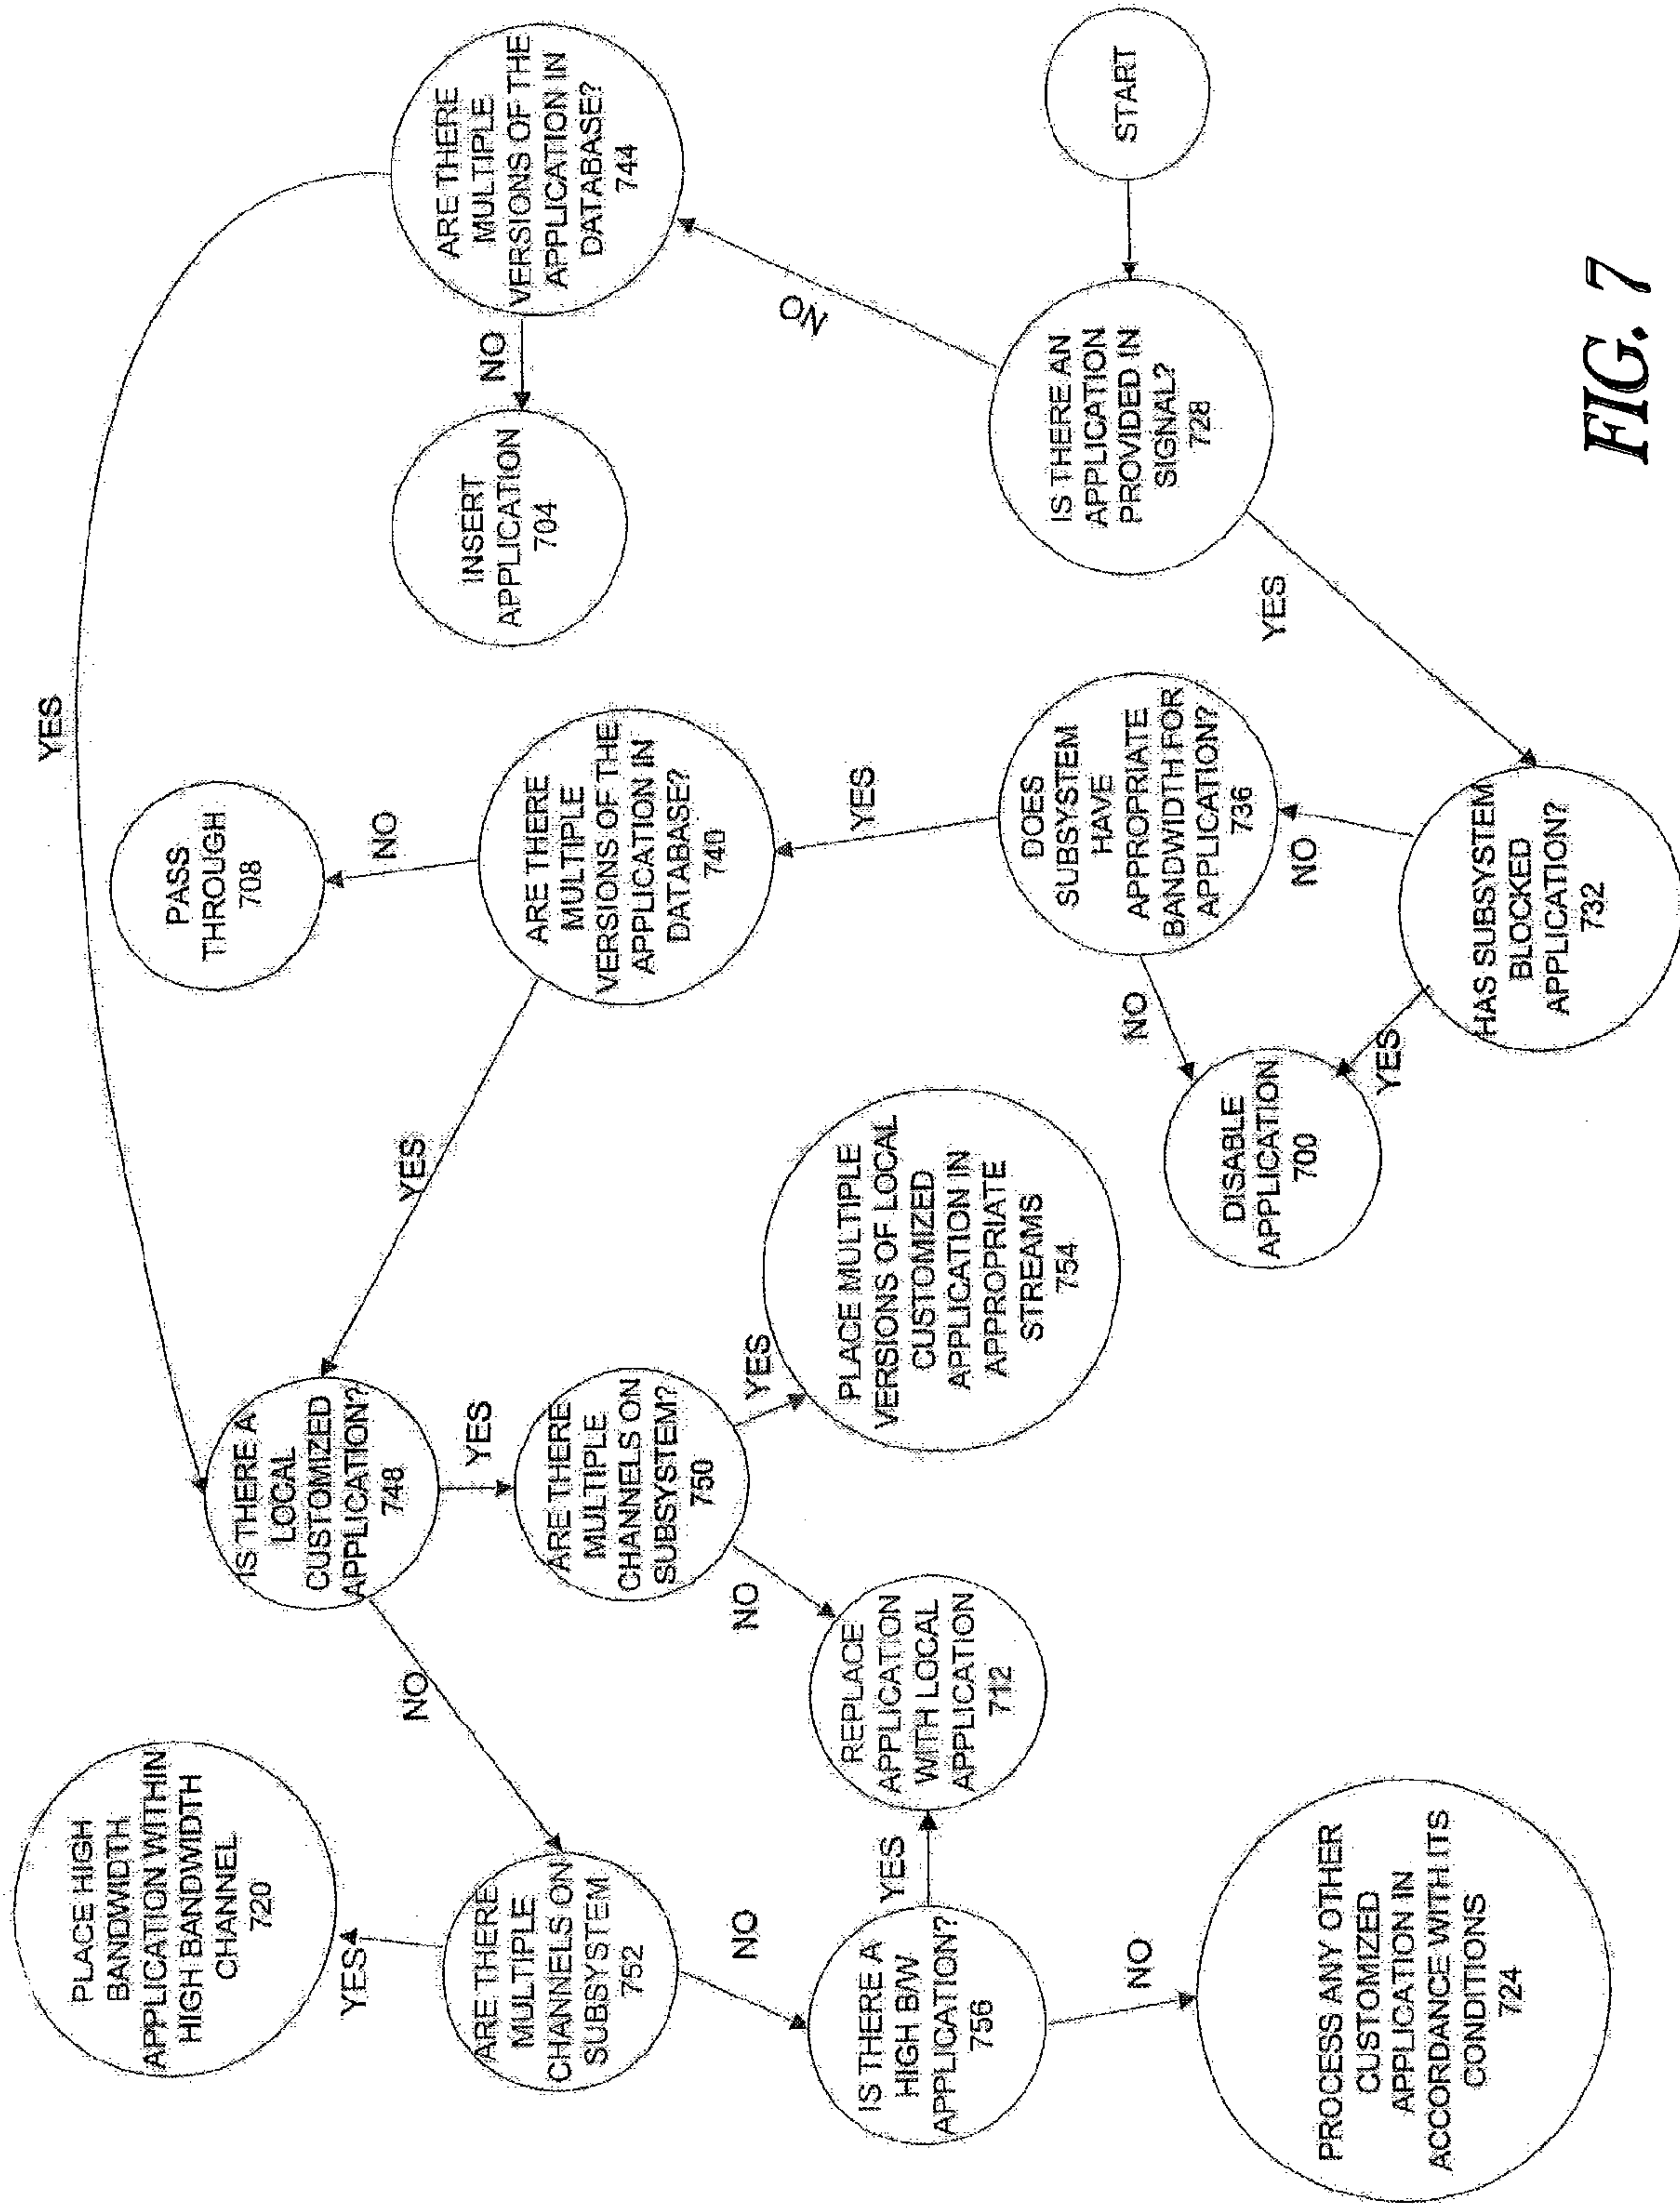 START
IS THERE AN
APPLICATION
PROVIDED IN
SIGNAL?
728
NO
YES
ARE THERE
MULTIPLE
VERSIONS OF THE
APPLICATION IN
DATABASE?
744
NO
YES
INSERT
APPLICATION
704
HAS SUBSYSTEM
BLOCKED
APPLICATION?
732
NO
YES
DOES
SUBSYSTEM
HAVE
APPROPRIATE
BANDWIDTH FOR
APPLICATION?
736
YES
NO
DISABLE
APPLICATION
700
ARE THERE
MULTIPLE
VERSIONS OF THE
APPLICATION IN
DATABASE?
740
NO
YES
PASS
THROUGH
708
IS THERE A
LOCAL
CUSTOMIZED
APPLICATION?
748
YES
NO
ARE THERE
MULTIPLE
CHANNELS ON
SUBSYSTEM?
750
YES
NO
PLACE MULTIPLE
VERSIONS OF LOCAL
CUSTOMIZED
APPLICATION IN
APPROPRIATE
STREAMS
754
REPLACE
APPLICATION
WITH LOCAL
APPLICATION
712
ARE THERE
MULTIPLE
CHANNELS ON
SUBSYSTEM
752
YES
NO
PLACE HIGH
BANDWIDTH
APPLICATION WITHIN
HIGH BANDWIDTH
CHANNEL
720
IS THERE A
HIGH B/W
APPLICATION?
756
YES
NO
PROCESS ANY OTHER
CUSTOMIZED
APPLICATION IN
ACCORDANCE WITH ITS
CONDITIONS
724
FIG. 7